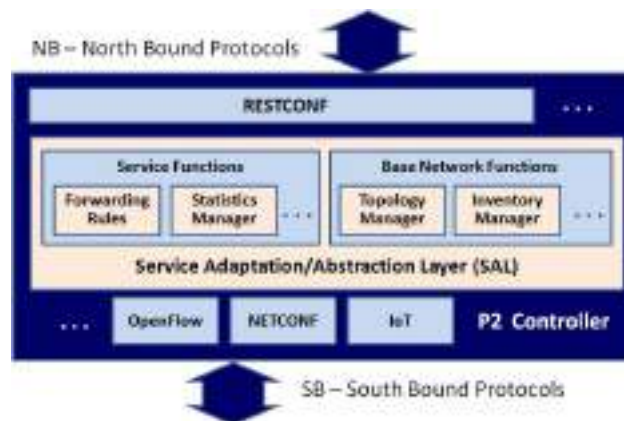 NB – North Bound Protocols
RESTCONF
...
Service Functions
Base Network Functions
Forwarding Rules
Statistics Manager
...
Topology Manager
Inventory Manager
...
Service Adaptation/Abstraction Layer (SAL)
...
OpenFlow
NETCONF
IoT
P2 Controller
SB – South Bound Protocols